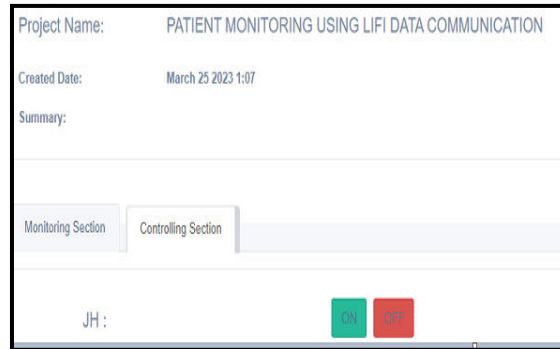 Project Name: PATIENT MONITORING USING LIFI DATA COMMUNICATION
Created Date: March 25 2023 1:07
Summary:
Monitoring Section Controlling Section
JH : ON OFF